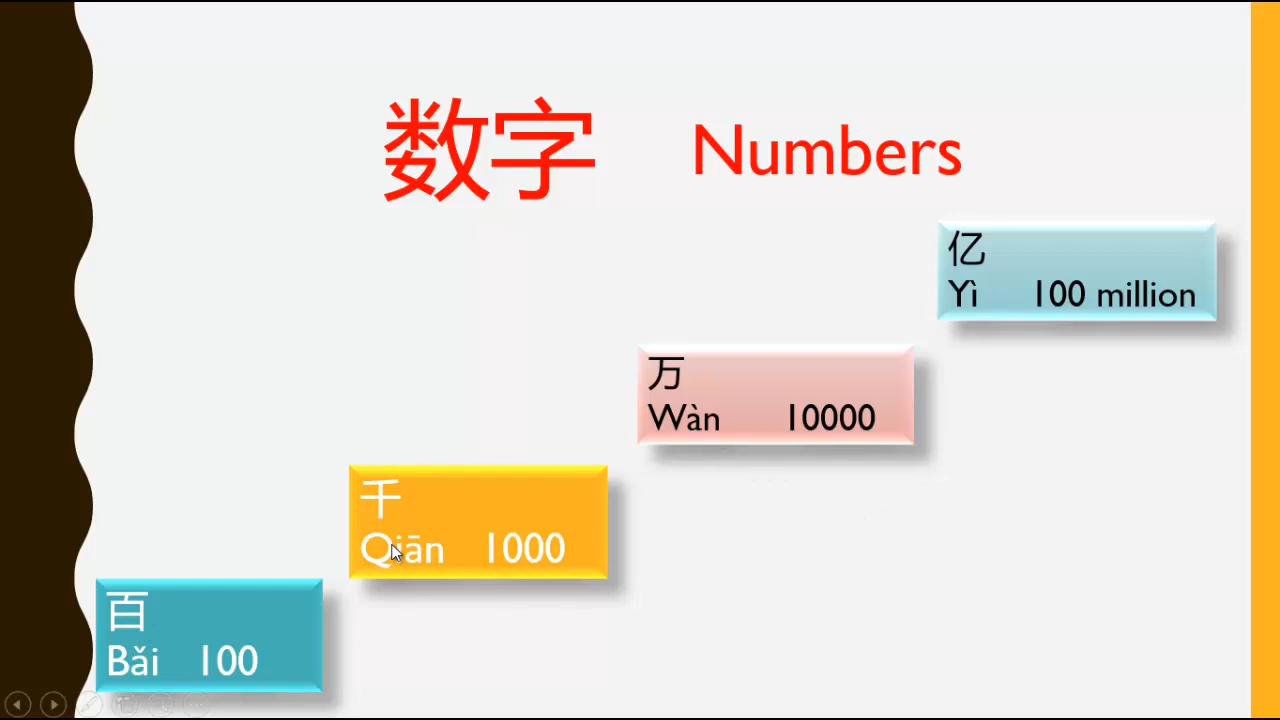 数字 Numbers
亿
Yì 100 million
万
Wàn 10000
千
Qiān 1000
百
Bǎi 100